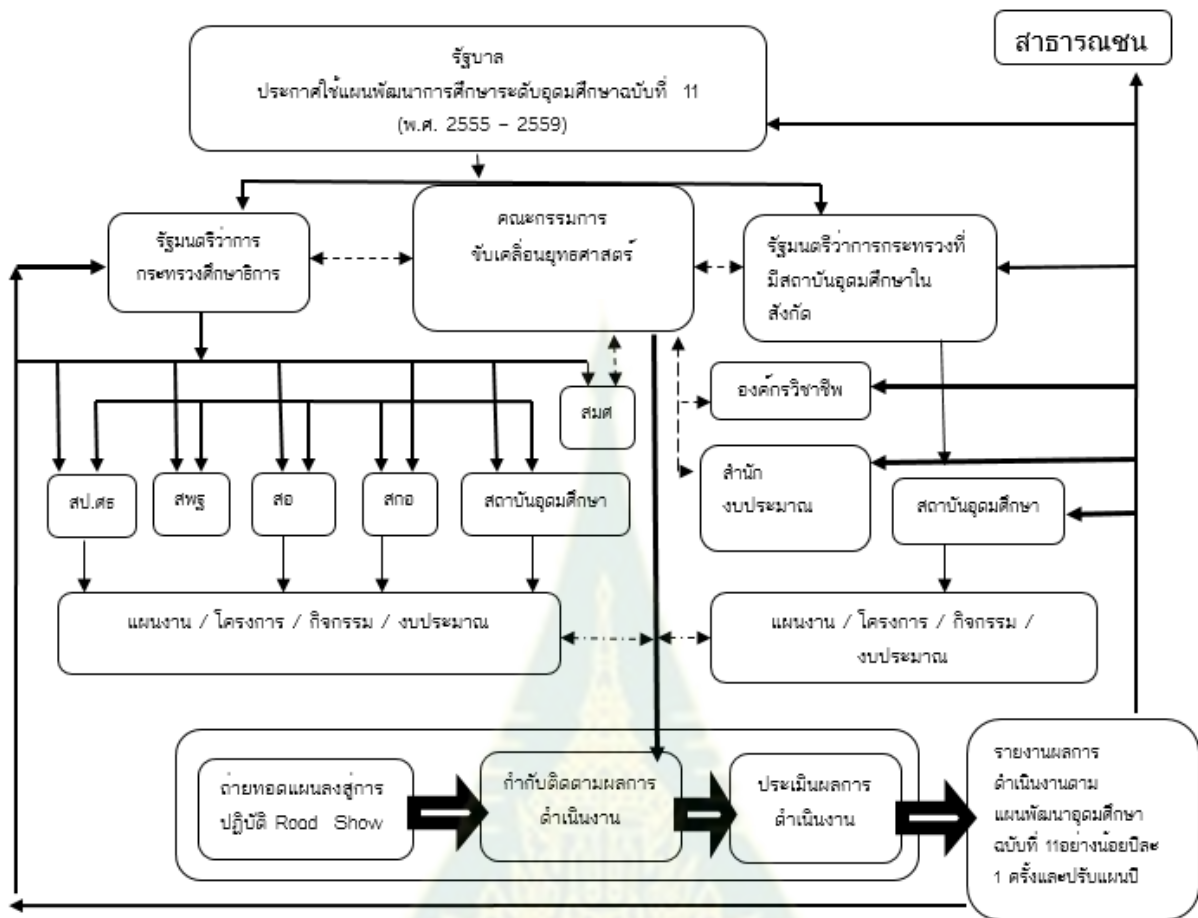 สาธารณชน
รัฐบาล
ประกาศใช้แผนพัฒนาการศึกษาระดับอุดมศึกษาฉบับที่ 11
(พ.ศ. 2555 – 2559)
รัฐมนตรีว่าการ
กระทรวงศึกษาธิการ
คณะกรรมการ
ขับเคลื่อนยุทธศาสตร์
รัฐมนตรีว่าการกระทรวงที่
มีสถาบันอุดมศึกษาใน
สังกัด
สมศ
องค์กรวิชาชีพ
สำนัก
งบประมาณ
สป.ศธ
สพฐ
สอ
สกอ
สถาบันอุดมศึกษา
สถาบันอุดมศึกษา
แผนงาน / โครงการ / กิจกรรม / งบประมาณ
แผนงาน / โครงการ / กิจกรรม /
งบประมาณ
ถ่ายทอดแผนลงสู่การ
ปฏิบัติ Road Show
กำกับติดตามผลการ
ดำเนินงาน
ประเมินผลการ
ดำเนินงาน
รายงานผลการ
ดำเนินงานตาม
แผนพัฒนาอุดมศึกษา
ฉบับที่ 11อย่างน้อยปีละ
1 ครั้งและปรับแผนปี